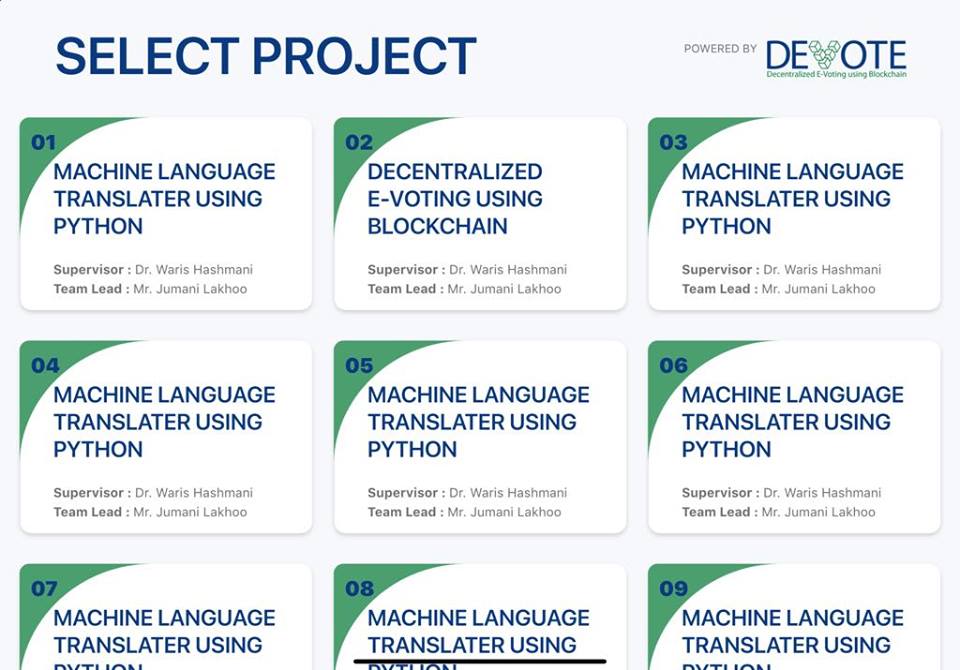 SELECT PROJECT
POWERED BY DEVOTE
Decentralized E-Voting using Blockchain
01
MACHINE LANGUAGE
TRANSLATER USING
PYTHON
Supervisor : Dr. Waris Hashmani
Team Lead : Mr. Jumani Lakhoo
02
DECENTRALIZED
E-VOTING USING
BLOCKCHAIN
Supervisor : Dr. Waris Hashmani
Team Lead : Mr. Jumani Lakhoo
03
MACHINE LANGUAGE
TRANSLATER USING
PYTHON
Supervisor : Dr. Waris Hashmani
Team Lead : Mr. Jumani Lakhoo
04
MACHINE LANGUAGE
TRANSLATER USING
PYTHON
Supervisor : Dr. Waris Hashmani
Team Lead : Mr. Jumani Lakhoo
05
MACHINE LANGUAGE
TRANSLATER USING
PYTHON
Supervisor : Dr. Waris Hashmani
Team Lead : Mr. Jumani Lakhoo
06
MACHINE LANGUAGE
TRANSLATER USING
PYTHON
Supervisor : Dr. Waris Hashmani
Team Lead : Mr. Jumani Lakhoo
07
MACHINE LANGUAGE
TRANSLATER USING
PYTHON
08
MACHINE LANGUAGE
TRANSLATER USING
PYTHON
09
MACHINE LANGUAGE
TRANSLATER USING
PYTHON